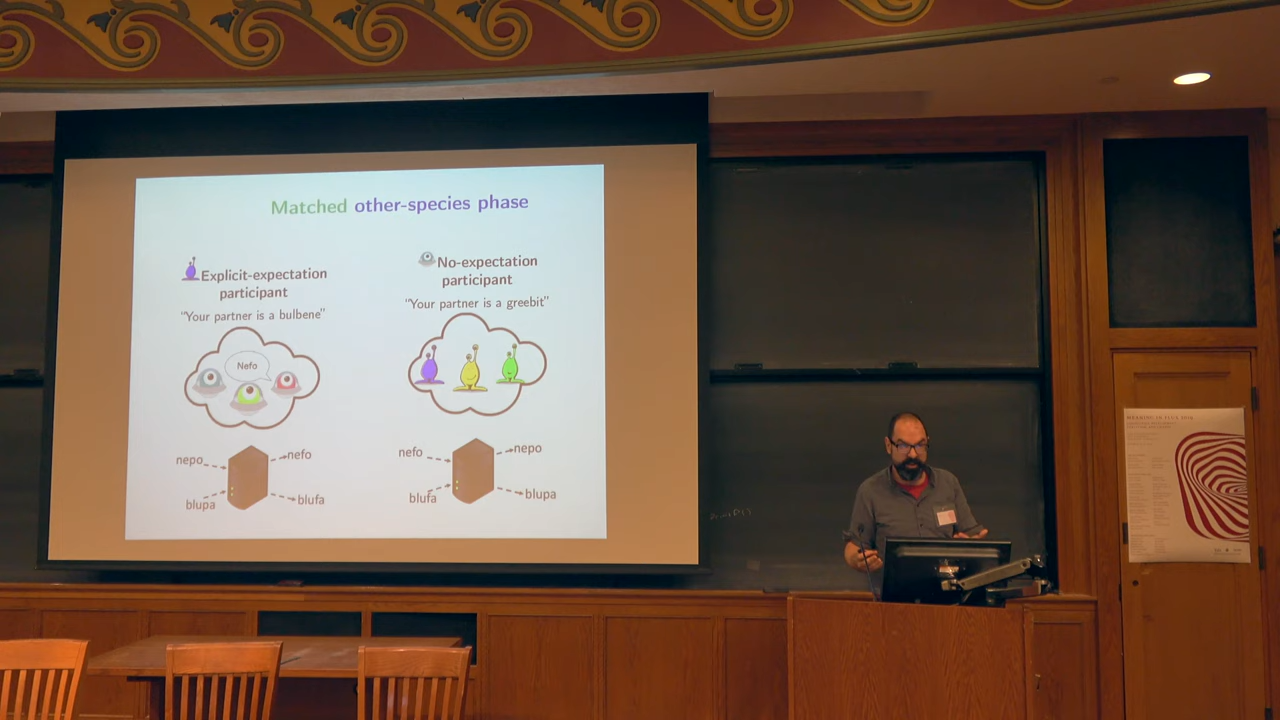 Matched other-species phase
Explicit-expectation
participant
"Your partner is a bulbene"
Nefo
nepo
nefo
blupa
blufa
No-expectation
participant
"Your partner is a greebit"
nefo
nepo
blufa
blupa